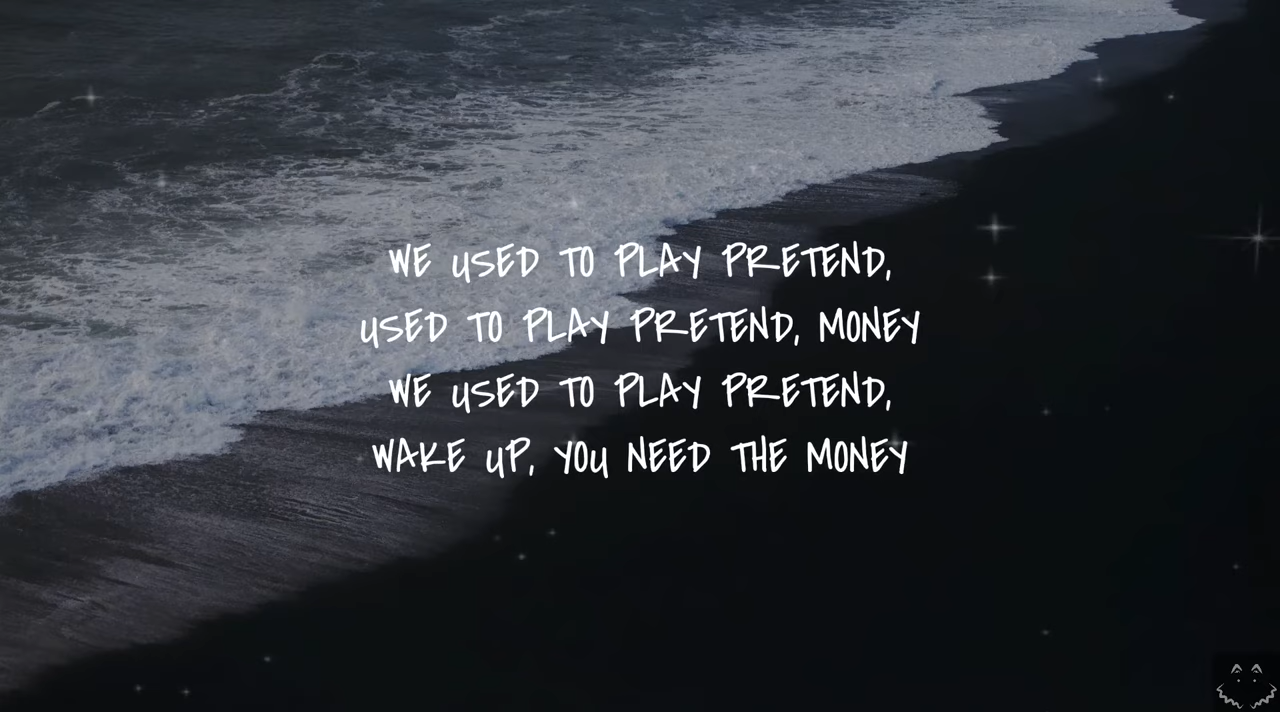 WE USED TO PLAY PRETEND,
USED TO PLAY PRETEND, MONEY
WE USED TO PLAY PRETEND,
WAKE UP, YOU NEED THE MONEY